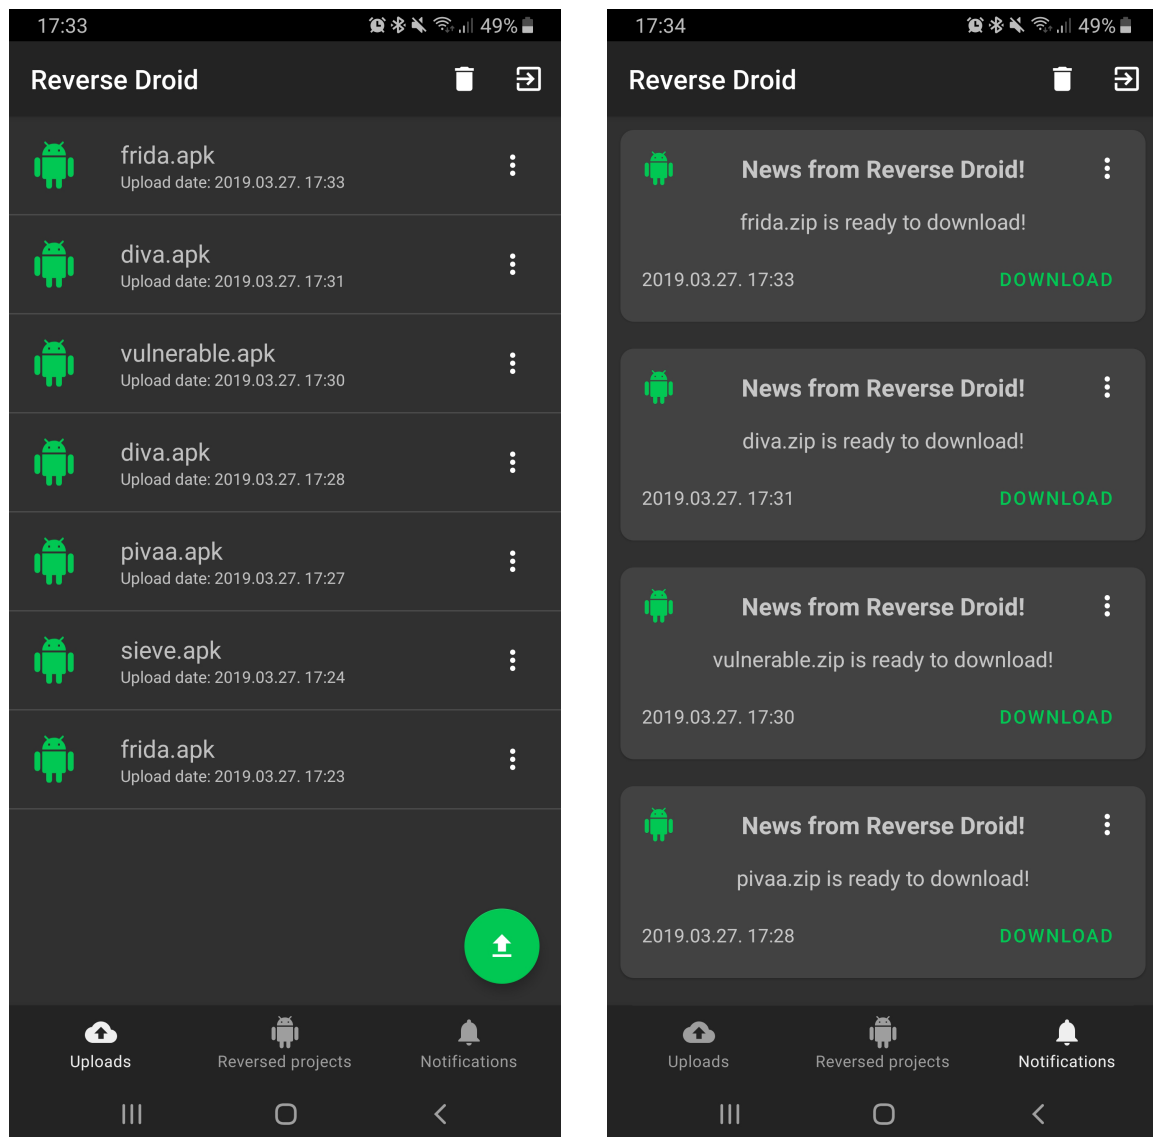 17:33
49%
Reverse Droid
frida.apk
Upload date: 2019.03.27. 17:33
diva.apk
Upload date: 2019.03.27. 17:31
vulnerable.apk
Upload date: 2019.03.27. 17:30
diva.apk
Upload date: 2019.03.27. 17:28
pivaa.apk
Upload date: 2019.03.27. 17:27
sieve.apk
Upload date: 2019.03.27. 17:24
frida.apk
Upload date: 2019.03.27. 17:23
Uploads
Reversed projects
Notifications
17:34
49%
Reverse Droid
News from Reverse Droid!
frida.zip is ready to download!
2019.03.27. 17:33
DOWNLOAD
News from Reverse Droid!
diva.zip is ready to download!
2019.03.27. 17:31
DOWNLOAD
News from Reverse Droid!
vulnerable.zip is ready to download!
2019.03.27. 17:30
DOWNLOAD
News from Reverse Droid!
pivaa.zip is ready to download!
2019.03.27. 17:28
DOWNLOAD
Uploads
Reversed projects
Notifications